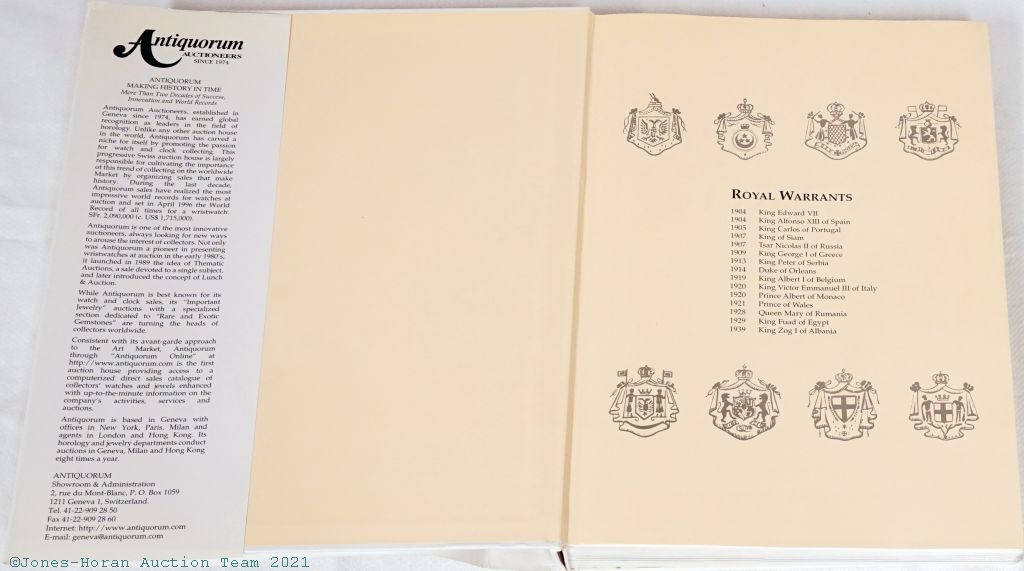 Antiquorum
AUCTIONEERS
SINCE 1974
ANTIQUORUM
MAKING HISTORY IN TIME
More Than Two Decades of Success,
Innovation and World Records
Antiquorum Auctioneers, established in
Geneva since 1974, has earned global
recognition as leaders in the field of
horology. Unlike any other auction house
in the world, Antiquorum has carved a
niche for itself by promoting the passion
for watch and clock collecting. This
progressive Swiss auction house is largely
responsible for cultivating the importance
of this trend of collecting on the worldwide
Market by organizing sales that make
history. During the last decade,
Antiquorum sales have realized the most
impressive world records for watches at
auction and set in April 1996 the World
Record of all times for a wristwatch:
SFr. 2,090,000 (c. US$ 1,715,000).
Antiquorum is one of the most innovative
auctioneers, always looking for new ways
to arouse the interest of collectors. Not only
was Antiquorum a pioneer in presenting
wristwatches at auction in the early 1980's,
it launched in 1989 the idea of Thematic
Auctions, a sale devoted to a single subject,
and later introduced the concept of Lunch
& Auction.
While Antiquorum is best known for its
watch and clock sales, its "Important
Jewelry" auctions with a specialized
section dedicated to "Rare and Exotic
Gemstones" are turning the heads of
collectors worldwide.
Consistent with its avant-garde approach
to the Art Market, Antiquorum
through "Antiquorum Online" at
http://www.antiquorum.com is the first
auction house providing access to a
computerized direct sales catalogue of
collectors' watches and jewels enhanced
with up-to-the-minute information on the
company's activities, services and
auctions.
Antiquorum is based in Geneva with
offices in New York, Paris, Milan and
agents in London and Hong Kong. Its
horology and jewelry departments conduct
auctions in Geneva, Milan and Hong Kong
eight times a year.
ANTIQUORUM
Showroom & Administration
2, rue du Mont-Blanc, P. O. Box 1059
1211 Geneva 1, Switzerland.
Tel. 41-22-909 28 50
Fax 41-22-909 28 60
Internet: http://www.antiquorum.com
E-mail: geneva@antiquorum.com
ROYAL WARRANTS
1904 King Edward VII
1904 King Alfonso XIII of Spain
1905 King Carlos of Portugal
1907 King of Siam
1907 Tsar Nicolas II of Russia
1909 King George I of Greece
1913 King Peter of Serbia
1914 Duke of Orleans
1919 King Albert I of Belgium
1920 King Victor Emmanuel III of Italy
1920 Prince Albert of Monaco
1921 Prince of Wales
1928 Queen Mary of Rumania
1929 King Fuad of Egypt
1939 King Zog I of Albania
©Jones-Horan Auction Team 2021